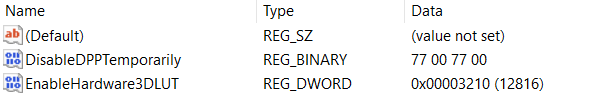 Name Type Data
(Default) REG_SZ (value not set)
DisableDPPTemporarily REG_BINARY 77 00 77 00
EnableHardware3DLUT REG_DWORD 0x00003210 (12816)